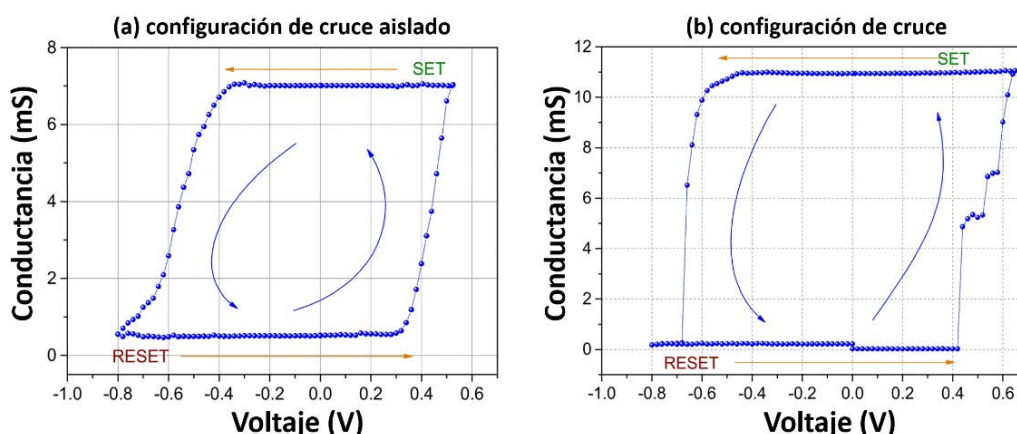 (a) configuración de cruce aislado
Conductancia (mS)
8
6
4
2
0
SET
RESET
-1.0 -0.8 -0.6 -0.4 -0.2 0.0 0.2 0.4 0.6
Voltaje (V)
(b) configuración de cruce
Conductancia (mS)
12
10
8
6
4
2
0
SET
RESET
-1.0 -0.8 -0.6 -0.4 -0.2 0.0 0.2 0.4 0.6
Voltaje (V)